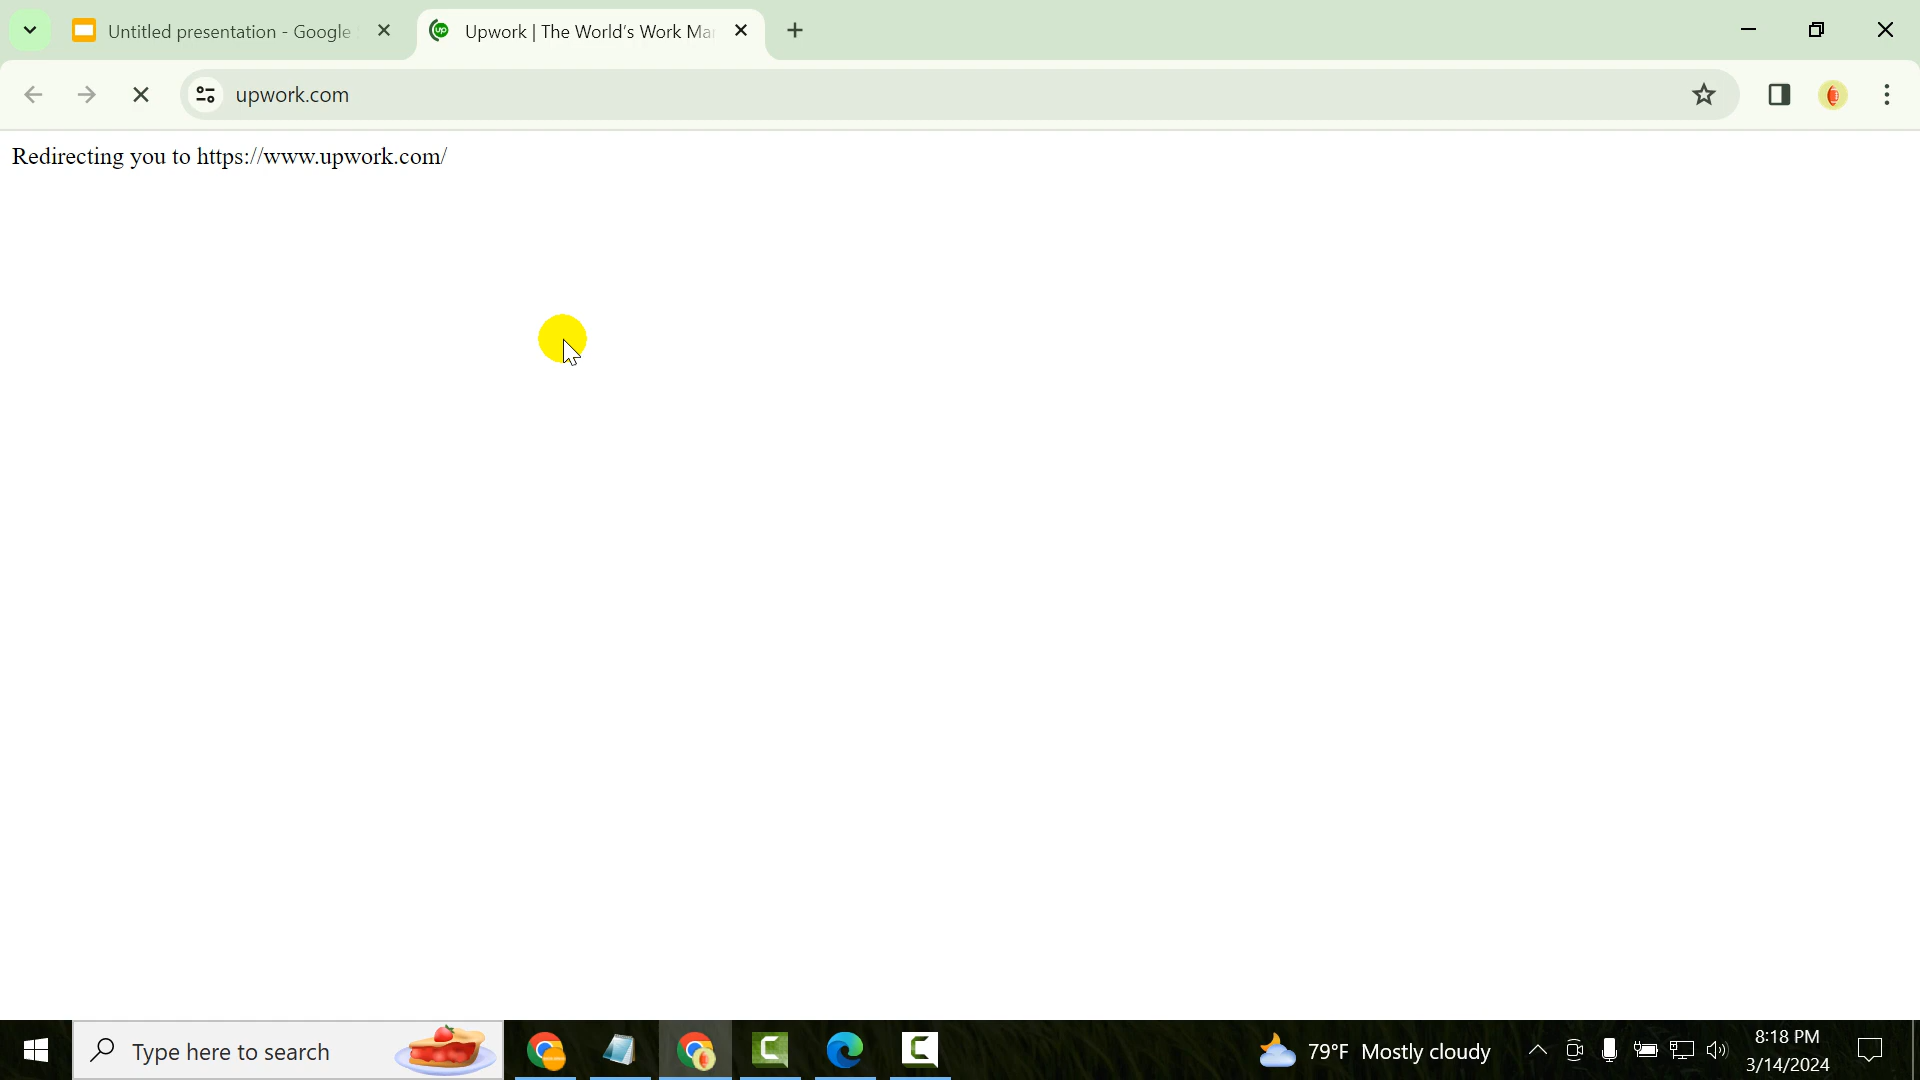 Untitled presentation - Google
Upwork | The World's Work Mar
upwork.com
Redirecting you to https://www.upwork.com/
Type here to search
79°F Mostly cloudy
8:18 PM
3/14/2024